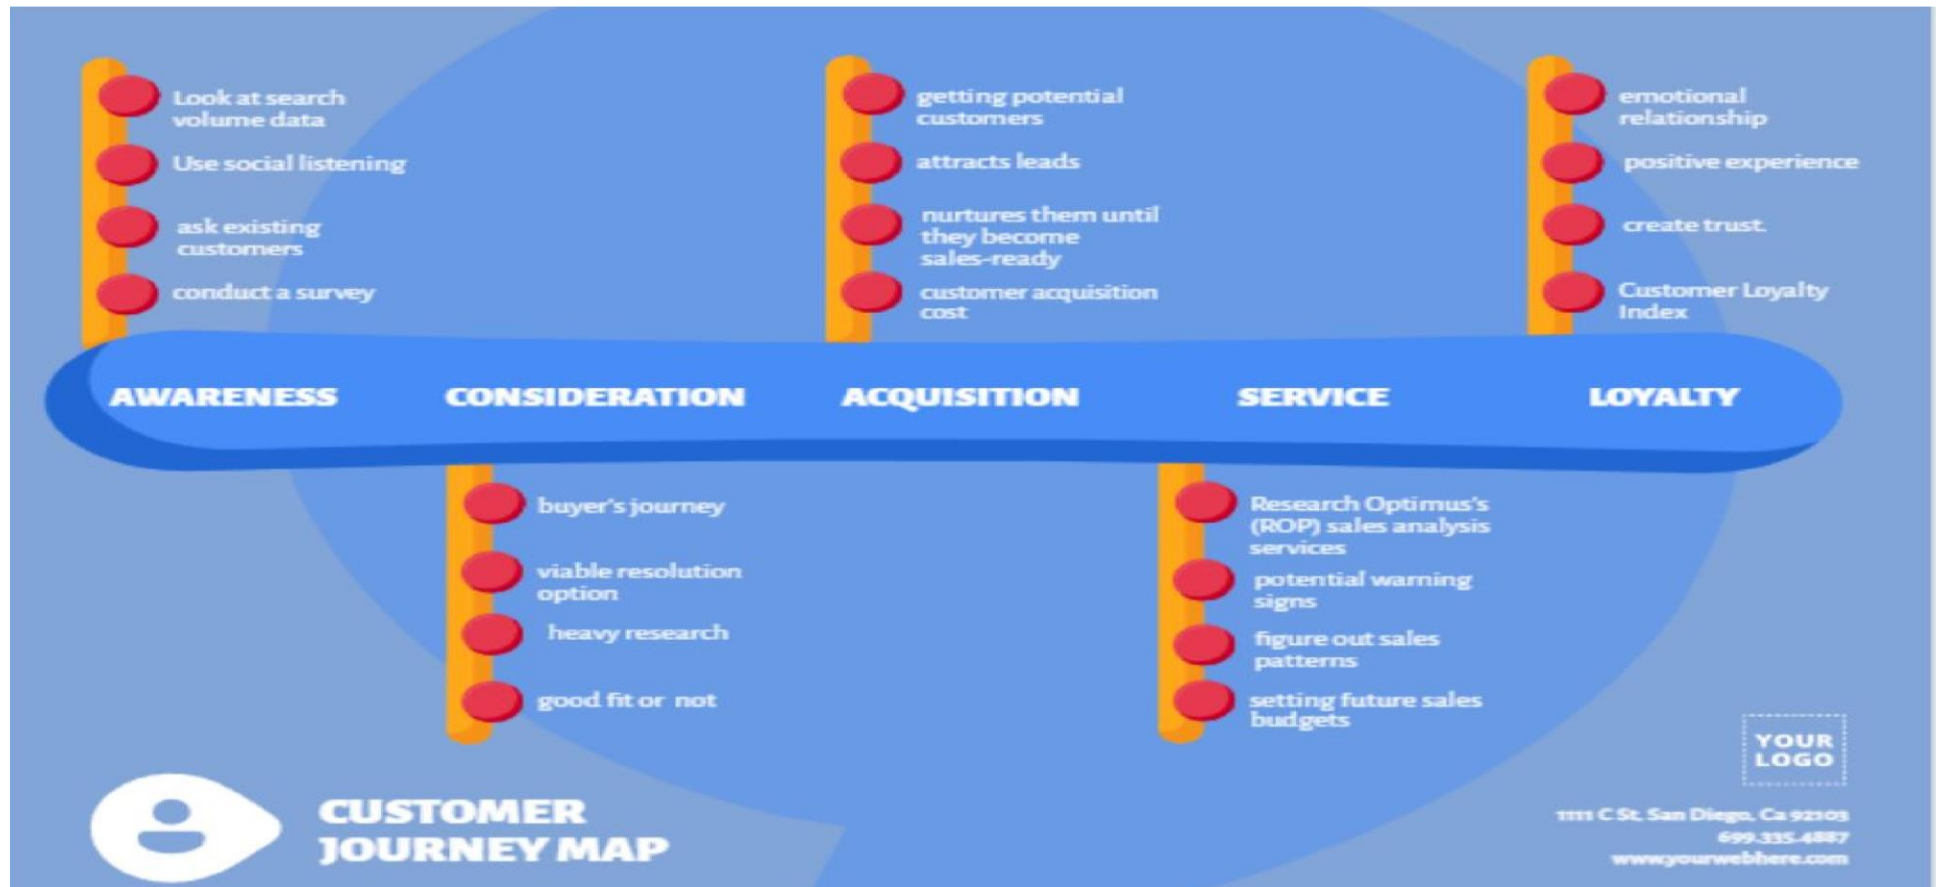 Look at search
volume data
Use social listening
ask existing
customers
conduct a survey
getting potential
customers
attracts leads
nurtures them until
they become
sales-ready
customer acquisition
cost
emotional
relationship
positive experience
create trust.
Customer Loyalty
Index
AWARENESS
CONSIDERATION
ACQUISITION
SERVICE
LOYALTY
buyer's journey
viable resolution
option
heavy research
good fit or not
Research Optimus's
(ROP) sales analysis
services
potential warning
signs
figure out sales
patterns
setting future sales
budgets
CUSTOMER
JOURNEY MAP
YOUR
LOGO
1111 C St, San Diego, Ca 92103
699.335.4887
www.yourwebhere.com